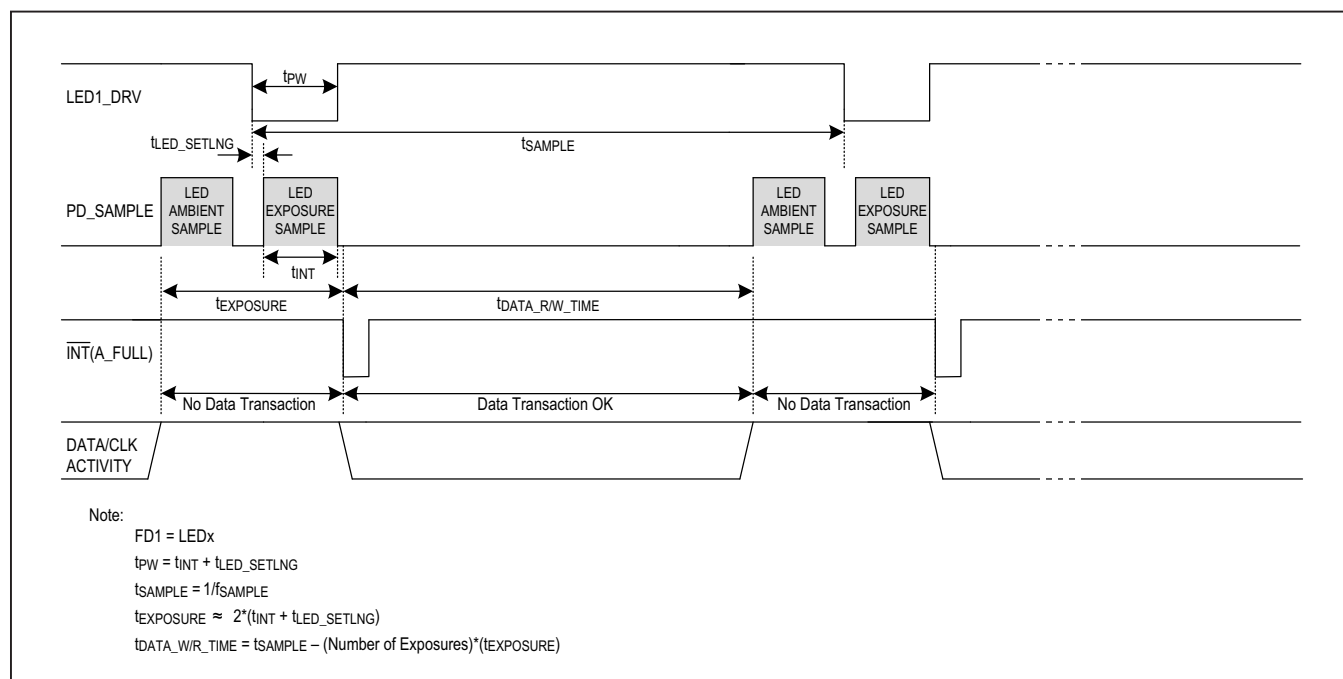 tPW
LED1_DRV
tLED_SETLNG
tSAMPLE
PD_SAMPLE
LED
AMBIENT
SAMPLE
LED
EXPOSURE
SAMPLE
LED
AMBIENT
SAMPLE
LED
EXPOSURE
SAMPLE
tINT
tEXPOSURE
tDATA_R/W_TIME
INT(A_FULL)
No Data Transaction
Data Transaction OK
No Data Transaction
DATA/CLK
ACTIVITY
Note:
FD1 = LEDx
tPW = tINT + tLED_SETLNG
tSAMPLE = 1/fSAMPLE
tEXPOSURE ≈ 2*(tINT + tLED_SETLNG)
tDATA_W/R_TIME = tSAMPLE – (Number of Exposures)*(tEXPOSURE)